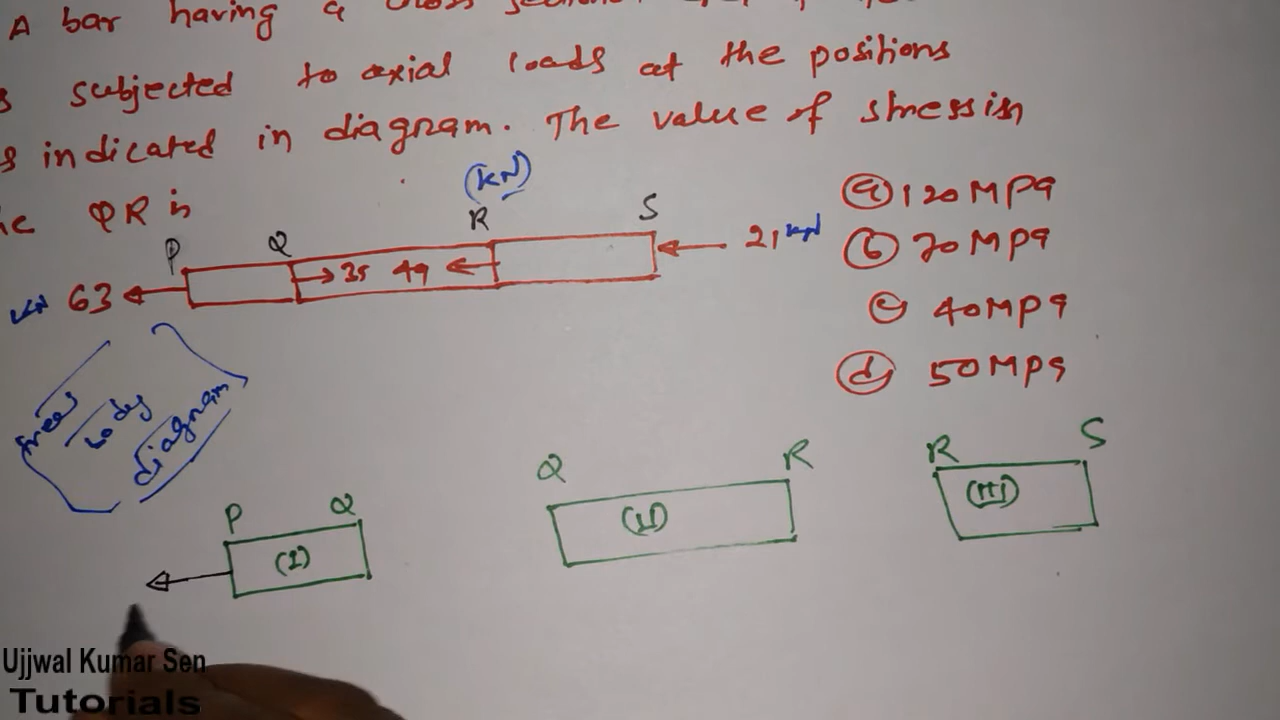 A bar having a
subjected to axial loads at the positions
indicated in diagram. The value of stress in
QR is
(kN)
P Q R S
KN 63 35 49 21 kN
(a) 120 MPa
(b) 70 MPa
(c) 40 MPa
(d) 50 MPa
free
body
diagram
P Q
(I)
Q R
(II)
R S
(III)
Ujjwal Kumar Sen
Tutorials